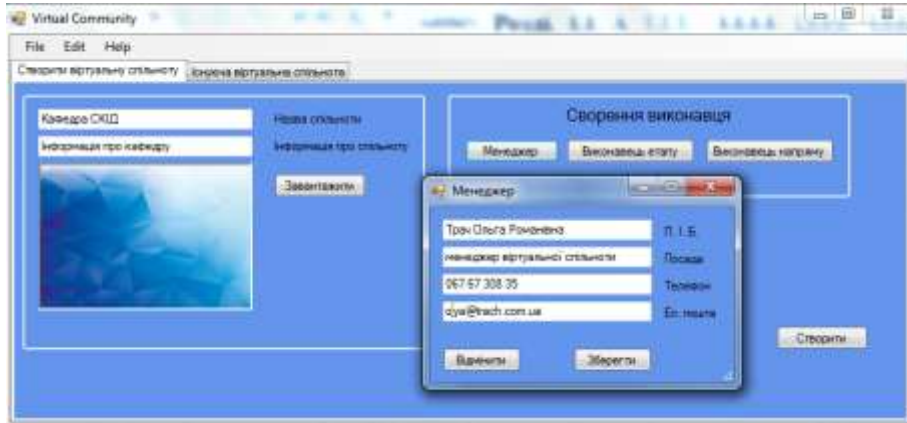 Virtual Community
File Edit Help
Створити віртуальну спільноту Існуюча віртуальна спільнота
Кафедра СКІД Назва спільноти
Інформація про кафедру Інформація про спільноту
Завантажити
Сворення виконавця
Менеджер Виконавець етапу Виконавець напряму
Менеджер
Трач Ольга Романівна П. І. Б.
менеджер віртуальної спільноти Посада
067 67 308 35 Телефон
olya@trach.com.ua Ел. пошта
Відмінити Зберегти
Створити